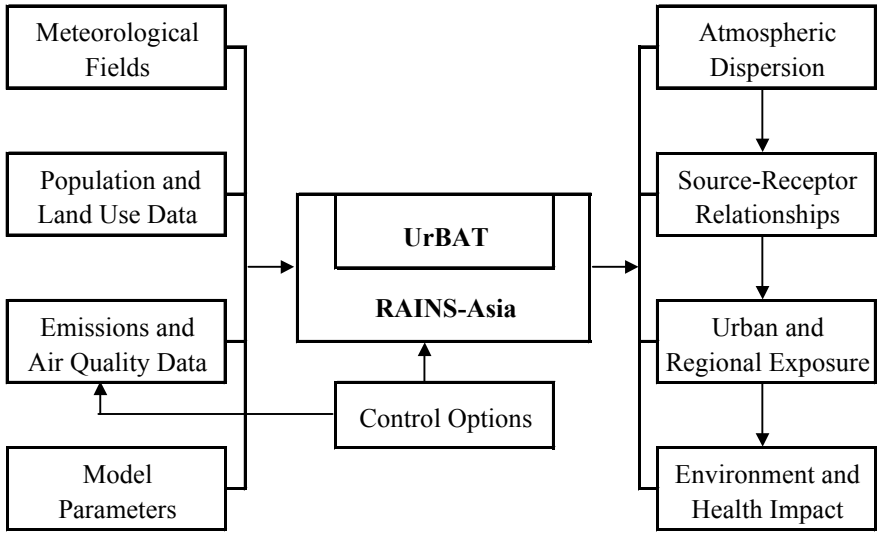 Meteorological
Fields
Population and
Land Use Data
Emissions and
Air Quality Data
Model
Parameters
UrBAT
RAINS-Asia
Control Options
Atmospheric
Dispersion
Source-Receptor
Relationships
Urban and
Regional Exposure
Environment and
Health Impact